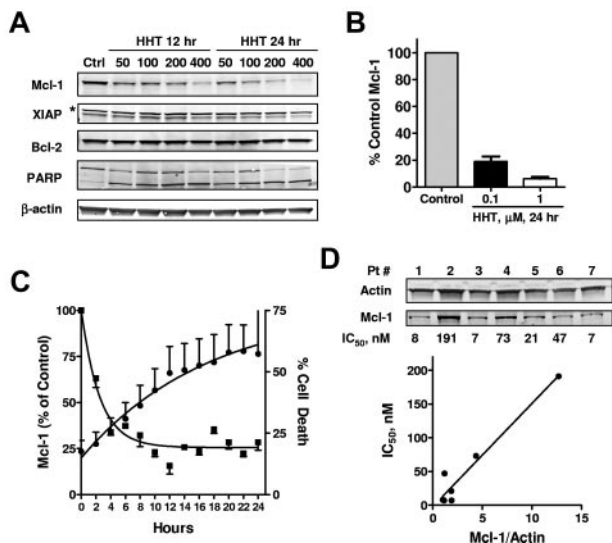 A
HHT 12 hr HHT 24 hr
Ctrl 50 100 200 400 50 100 200 400
Mcl-1
XIAP *
Bcl-2
PARP
β-actin
B
% Control Mcl-1
100
80
60
40
20
0
Control 0.1 1
HHT, μM, 24 hr
C
Mcl-1 (% of Control)
100
75
50
25
0
% Cell Death
75
50
25
0
0 2 4 6 8 10 12 14 16 18 20 22 24
Hours
D
Pt # 1 2 3 4 5 6 7
Actin
Mcl-1
IC50, nM 8 191 7 73 21 47 7
IC50, nM
200
150
100
50
0
0 5 10 15
Mcl-1/Actin